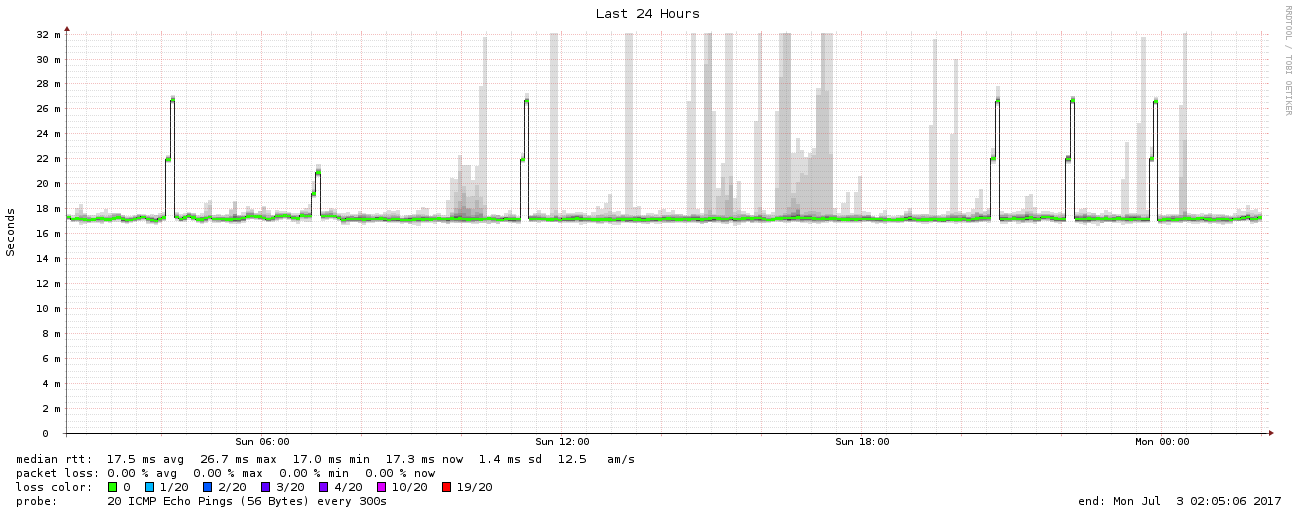 Last 24 Hours
RRDTOOL / TOBI OETIKER
Seconds
32 m
30 m
28 m
26 m
24 m
22 m
20 m
18 m
16 m
14 m
12 m
10 m
8 m
6 m
4 m
2 m
0
Sun 06:00 Sun 12:00 Sun 18:00 Mon 00:00
median rtt: 17.5 ms avg 26.7 ms max 17.0 ms min 17.3 ms now 1.4 ms sd 12.5 am/s
packet loss: 0.00 % avg 0.00 % max 0.00 % min 0.00 % now
loss color: 0 1/20 2/20 3/20 4/20 10/20 19/20
probe: 20 ICMP Echo Pings (56 Bytes) every 300s end: Mon Jul 3 02:05:06 2017